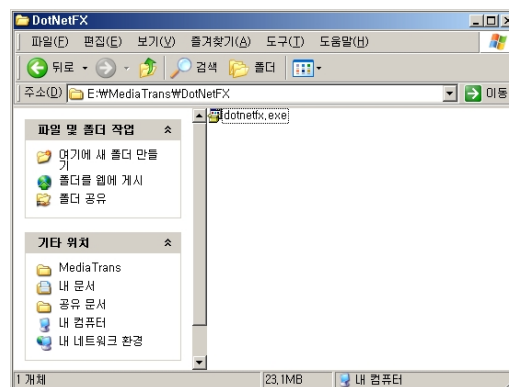 DotNetFX
파일(F) 편집(E) 보기(V) 즐겨찾기(A) 도구(T) 도움말(H)
뒤로 검색 폴더
주소(D) E:₩MediaTrans₩DotNetFX 이동
파일 및 폴더 작업
여기에 새 폴더 만들
기
폴더를 웹에 게시
폴더 공유
기타 위치
MediaTrans
내 문서
공유 문서
내 컴퓨터
내 네트워크 환경
dotnetfx.exe
1 개체 23,1MB 내 컴퓨터